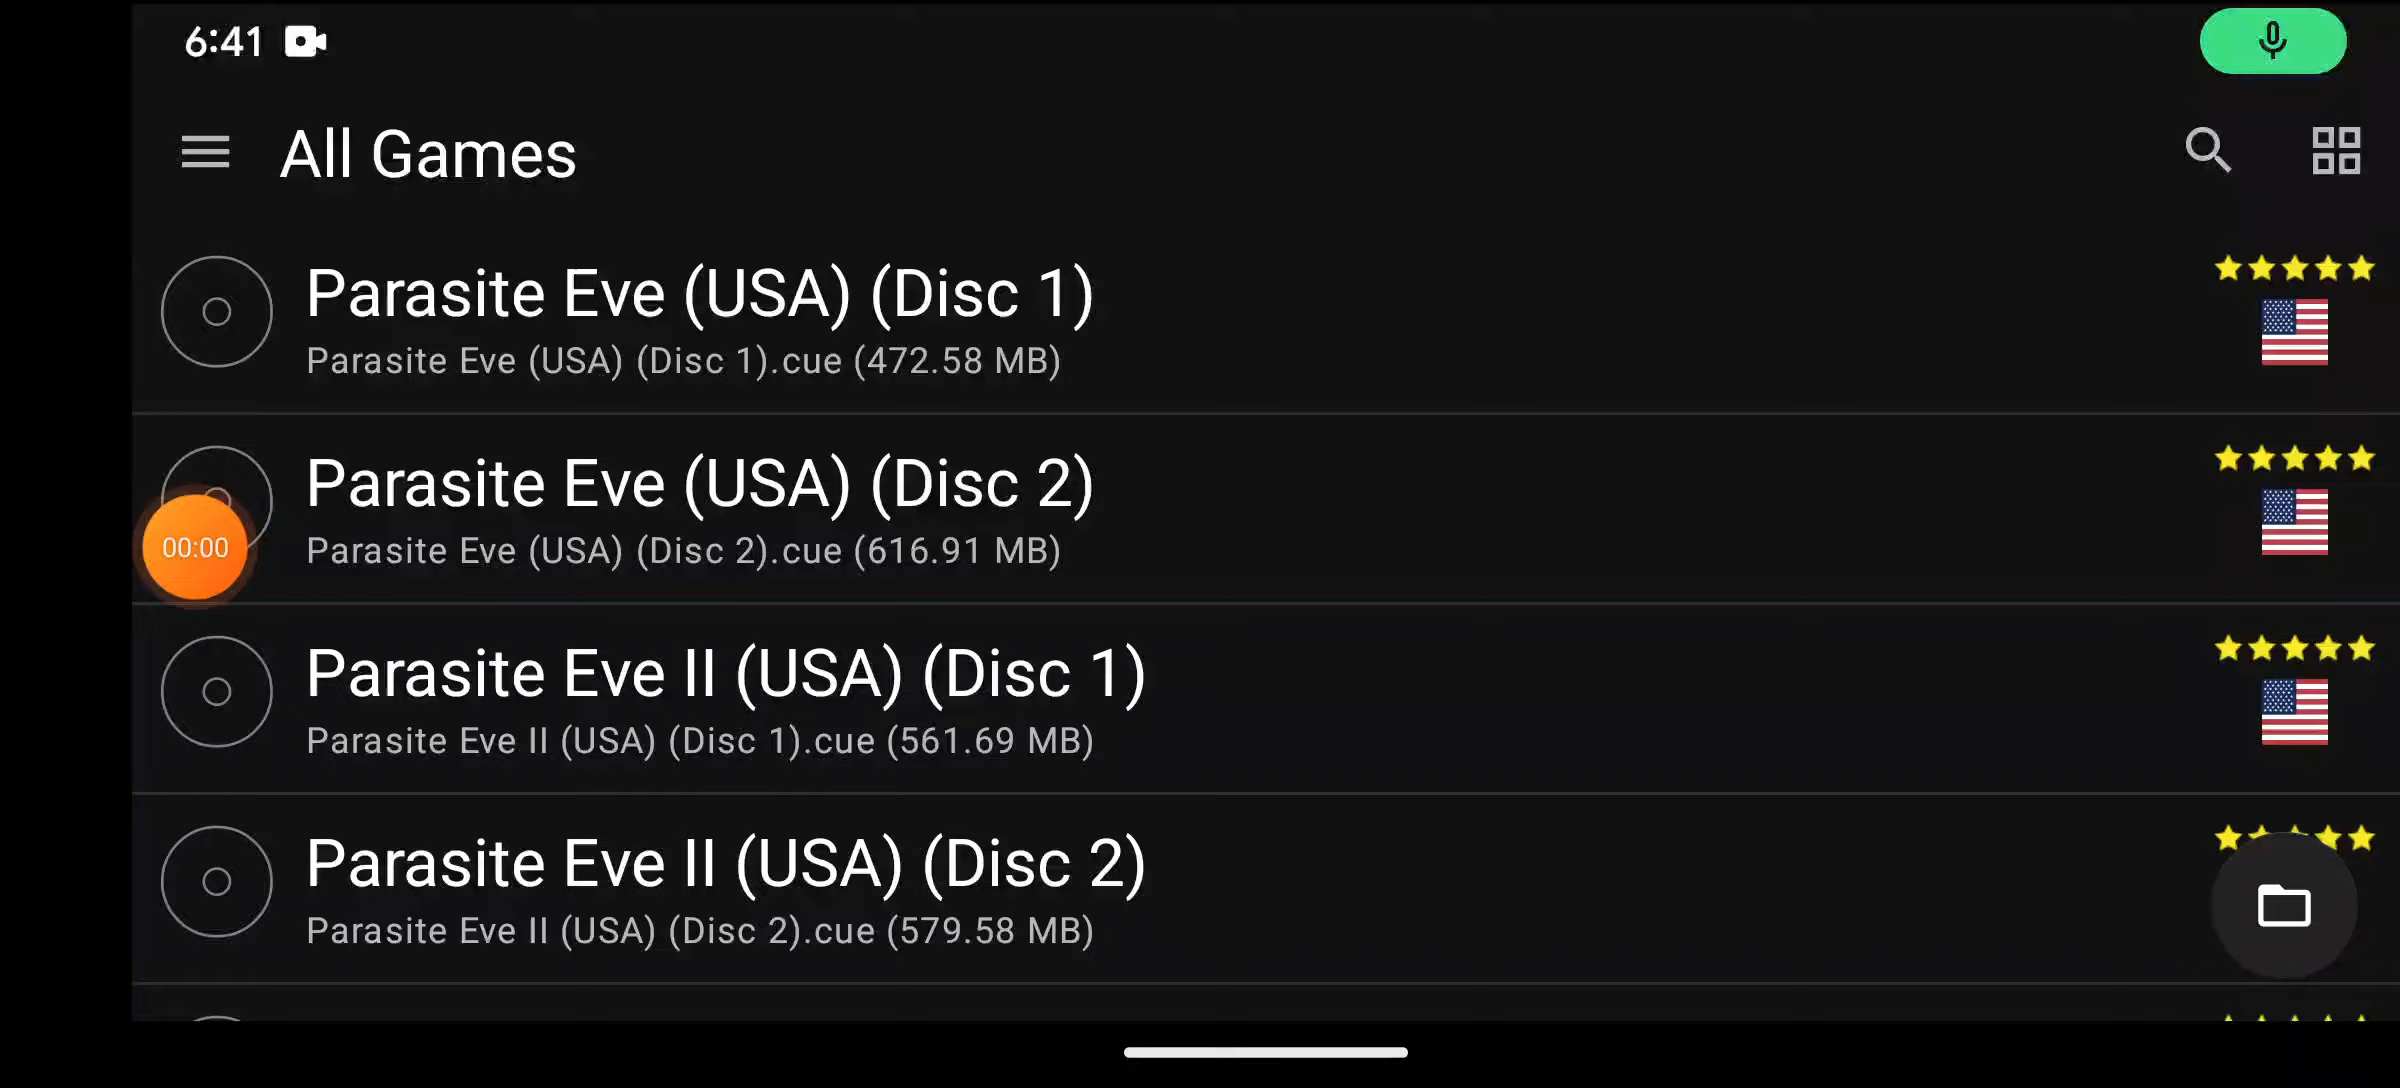 6:41
All Games
Parasite Eve (USA) (Disc 1)
Parasite Eve (USA) (Disc 1).cue (472.58 MB)
Parasite Eve (USA) (Disc 2)
00:00
Parasite Eve (USA) (Disc 2).cue (616.91 MB)
Parasite Eve II (USA) (Disc 1)
Parasite Eve II (USA) (Disc 1).cue (561.69 MB)
Parasite Eve II (USA) (Disc 2)
Parasite Eve II (USA) (Disc 2).cue (579.58 MB)